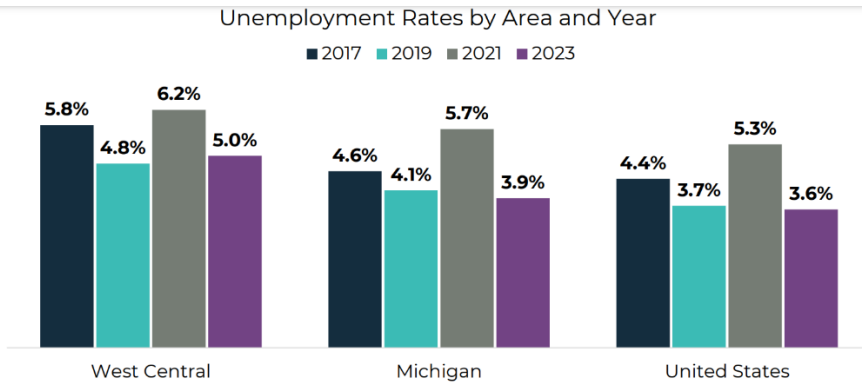 Unemployment Rates by Area and Year
2017 2019 2021 2023
5.8% 4.8% 6.2% 5.0%
4.6% 4.1% 5.7% 3.9%
4.4% 3.7% 5.3% 3.6%
West Central Michigan United States